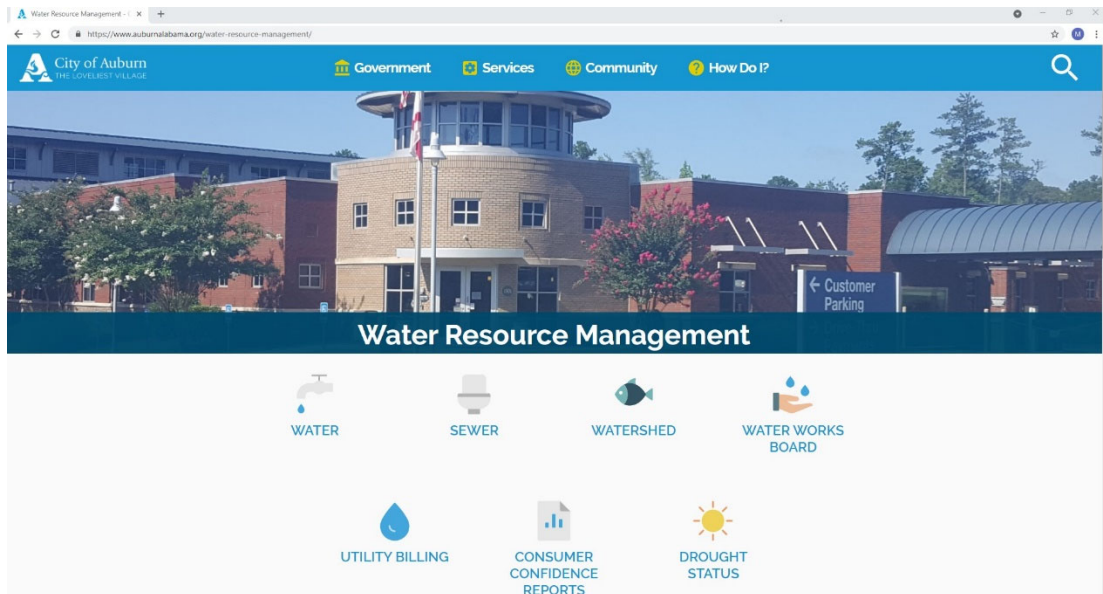 Water Resource Management - 
https://www.auburnalabama.org/water-resource-management/
M
City of Auburn
THE LOVELIEST VILLAGE
Government
Services
Community
? How Do I?
← Customer
Parking
Water Resource Management
WATER
SEWER
WATERSHED
WATER WORKS
BOARD
UTILITY BILLING
CONSUMER
CONFIDENCE
REPORTS
DROUGHT
STATUS